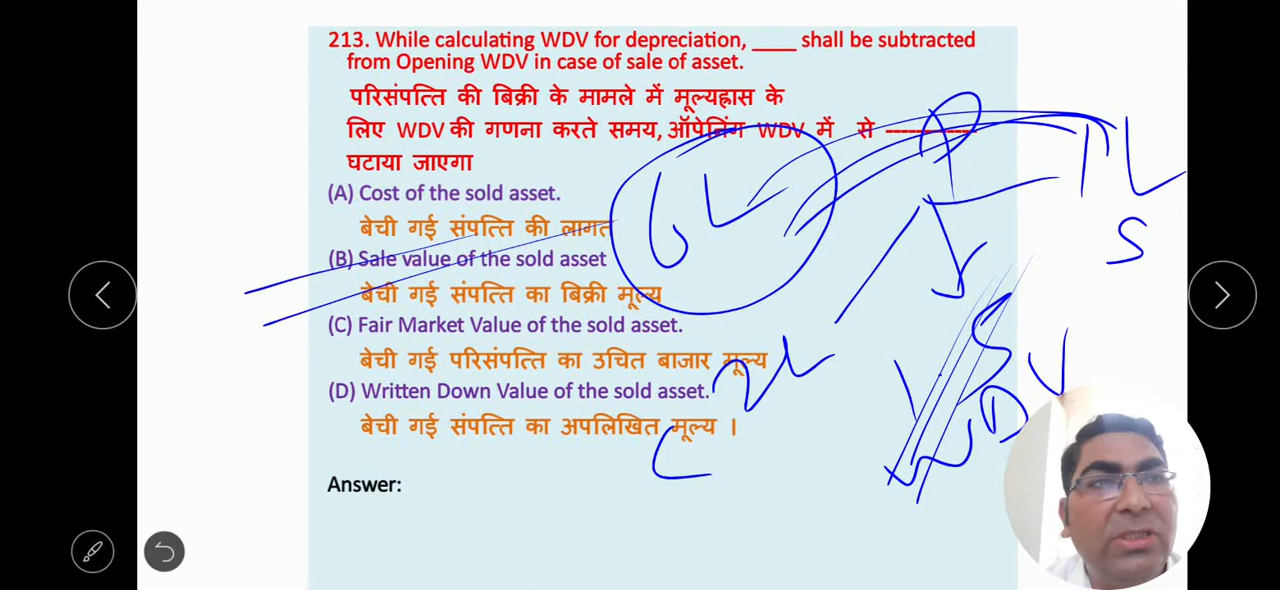 213. While calculating WDV for depreciation, ____ shall be subtracted
from Opening WDV in case of sale of asset.
परिसंपत्ति की बिक्री के मामले में मूल्यह्रास के
लिए WDV की गणना करते समय, ऑपेनिंग WDV में से ------------
घटाया जाएगा
(A) Cost of the sold asset.
बेची गई संपत्ति की लागत
(B) Sale value of the sold asset
बेची गई संपत्ति का बिक्री मूल्य
(C) Fair Market Value of the sold asset.
बेची गई परिसंपत्ति का उचित बाजार मूल्य
(D) Written Down Value of the sold asset.
बेची गई संपत्ति का अपलिखित मूल्य ।
Answer: